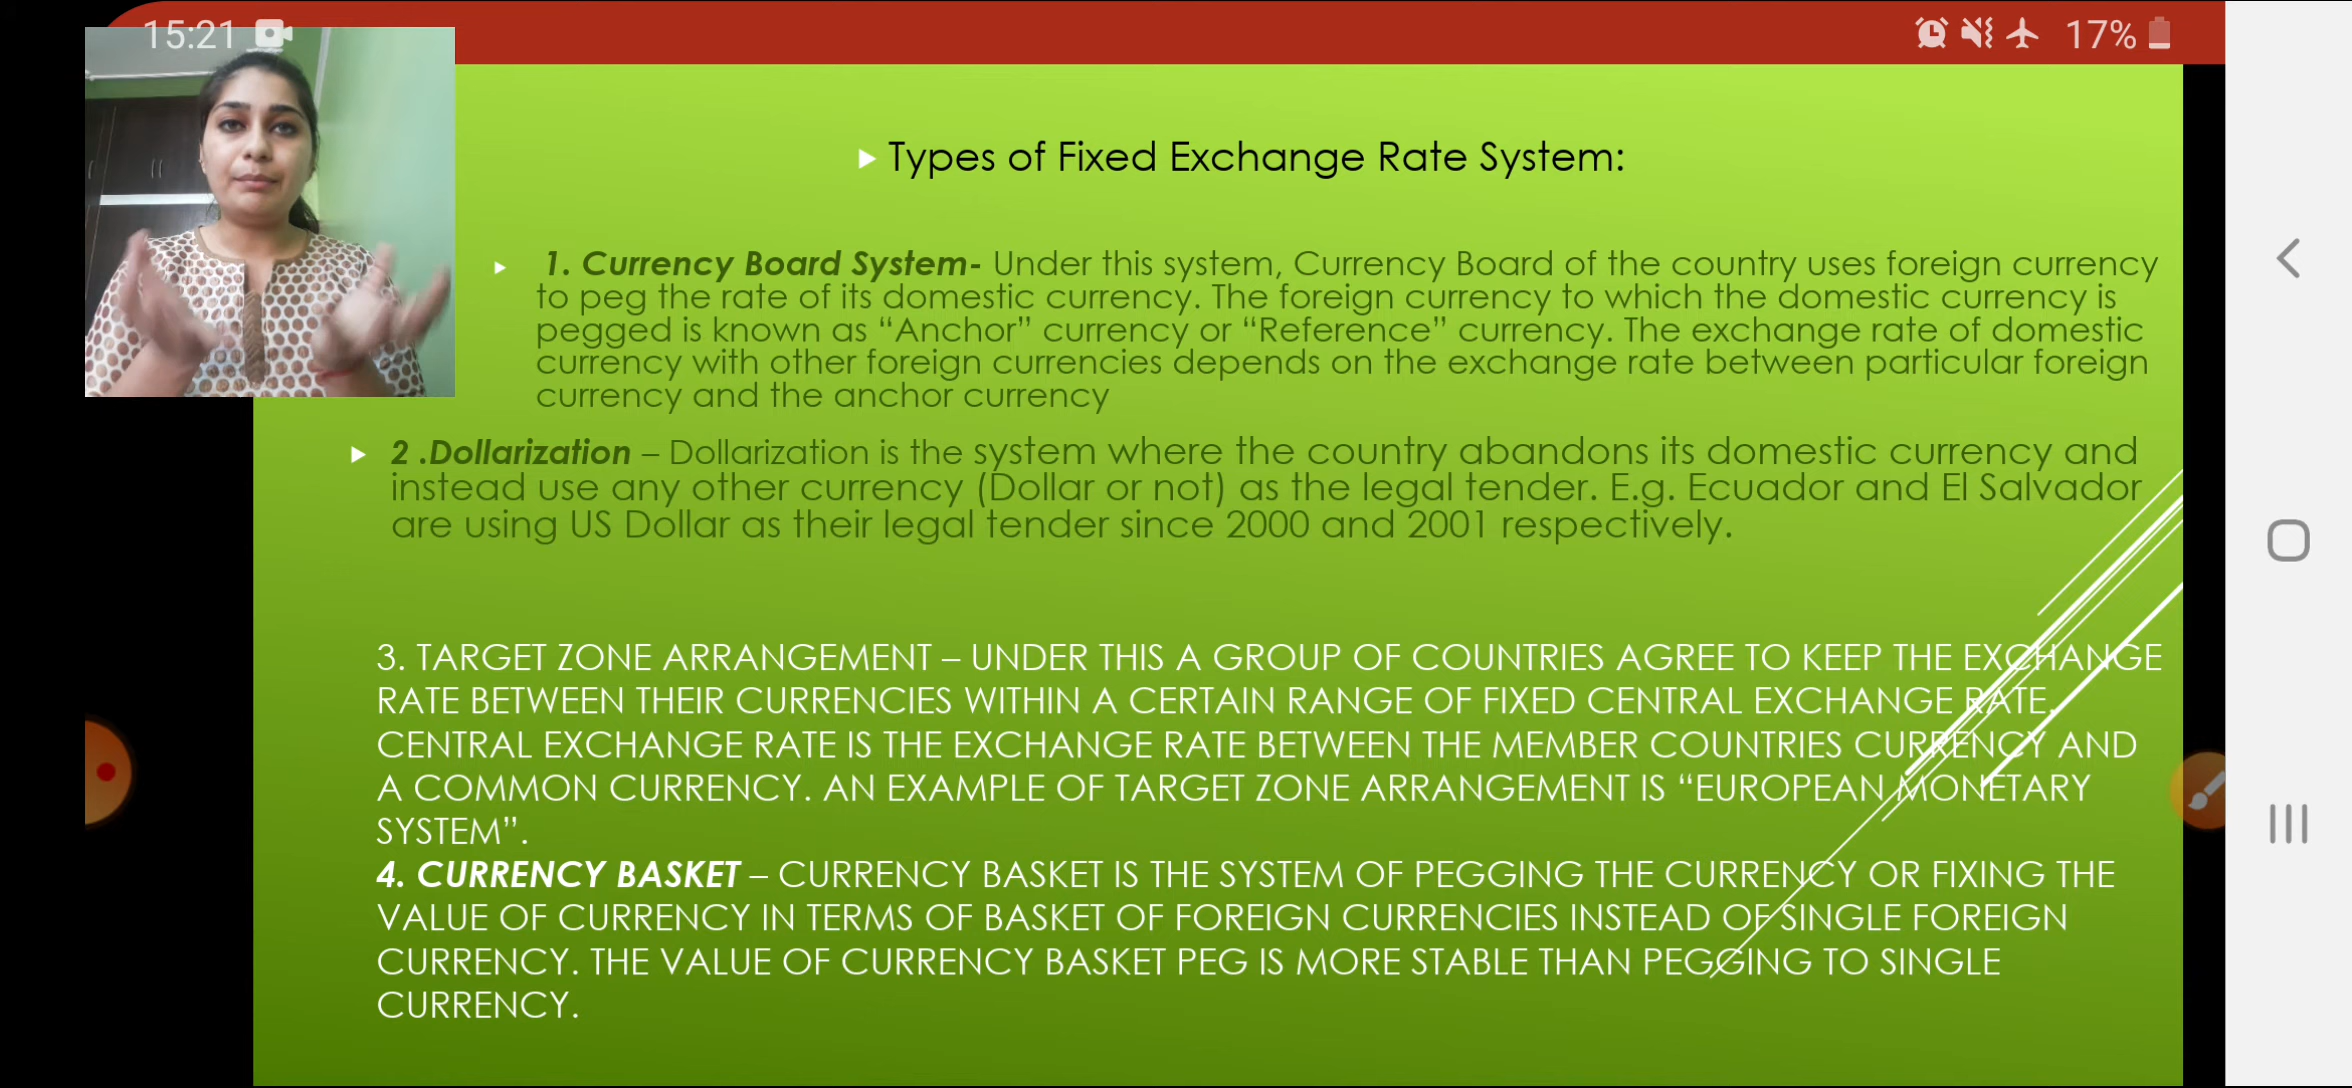 15:21
17%
Types of Fixed Exchange Rate System:
1. Currency Board System- Under this system, Currency Board of the country uses foreign currency
to peg the rate of its domestic currency. The foreign currency to which the domestic currency is
pegged is known as “Anchor” currency or “Reference” currency. The exchange rate of domestic
currency with other foreign currencies depends on the exchange rate between particular foreign
currency and the anchor currency
2 .Dollarization – Dollarization is the system where the country abandons its domestic currency and
instead use any other currency (Dollar or not) as the legal tender. E.g. Ecuador and El Salvador
are using US Dollar as their legal tender since 2000 and 2001 respectively.
3. TARGET ZONE ARRANGEMENT – UNDER THIS A GROUP OF COUNTRIES AGREE TO KEEP THE EXCHANGE
RATE BETWEEN THEIR CURRENCIES WITHIN A CERTAIN RANGE OF FIXED CENTRAL EXCHANGE RATE.
CENTRAL EXCHANGE RATE IS THE EXCHANGE RATE BETWEEN THE MEMBER COUNTRIES CURRENCY AND
A COMMON CURRENCY. AN EXAMPLE OF TARGET ZONE ARRANGEMENT IS “EUROPEAN MONETARY
SYSTEM”.
4. CURRENCY BASKET – CURRENCY BASKET IS THE SYSTEM OF PEGGING THE CURRENCY OR FIXING THE
VALUE OF CURRENCY IN TERMS OF BASKET OF FOREIGN CURRENCIES INSTEAD OF SINGLE FOREIGN
CURRENCY. THE VALUE OF CURRENCY BASKET PEG IS MORE STABLE THAN PEGGING TO SINGLE
CURRENCY.